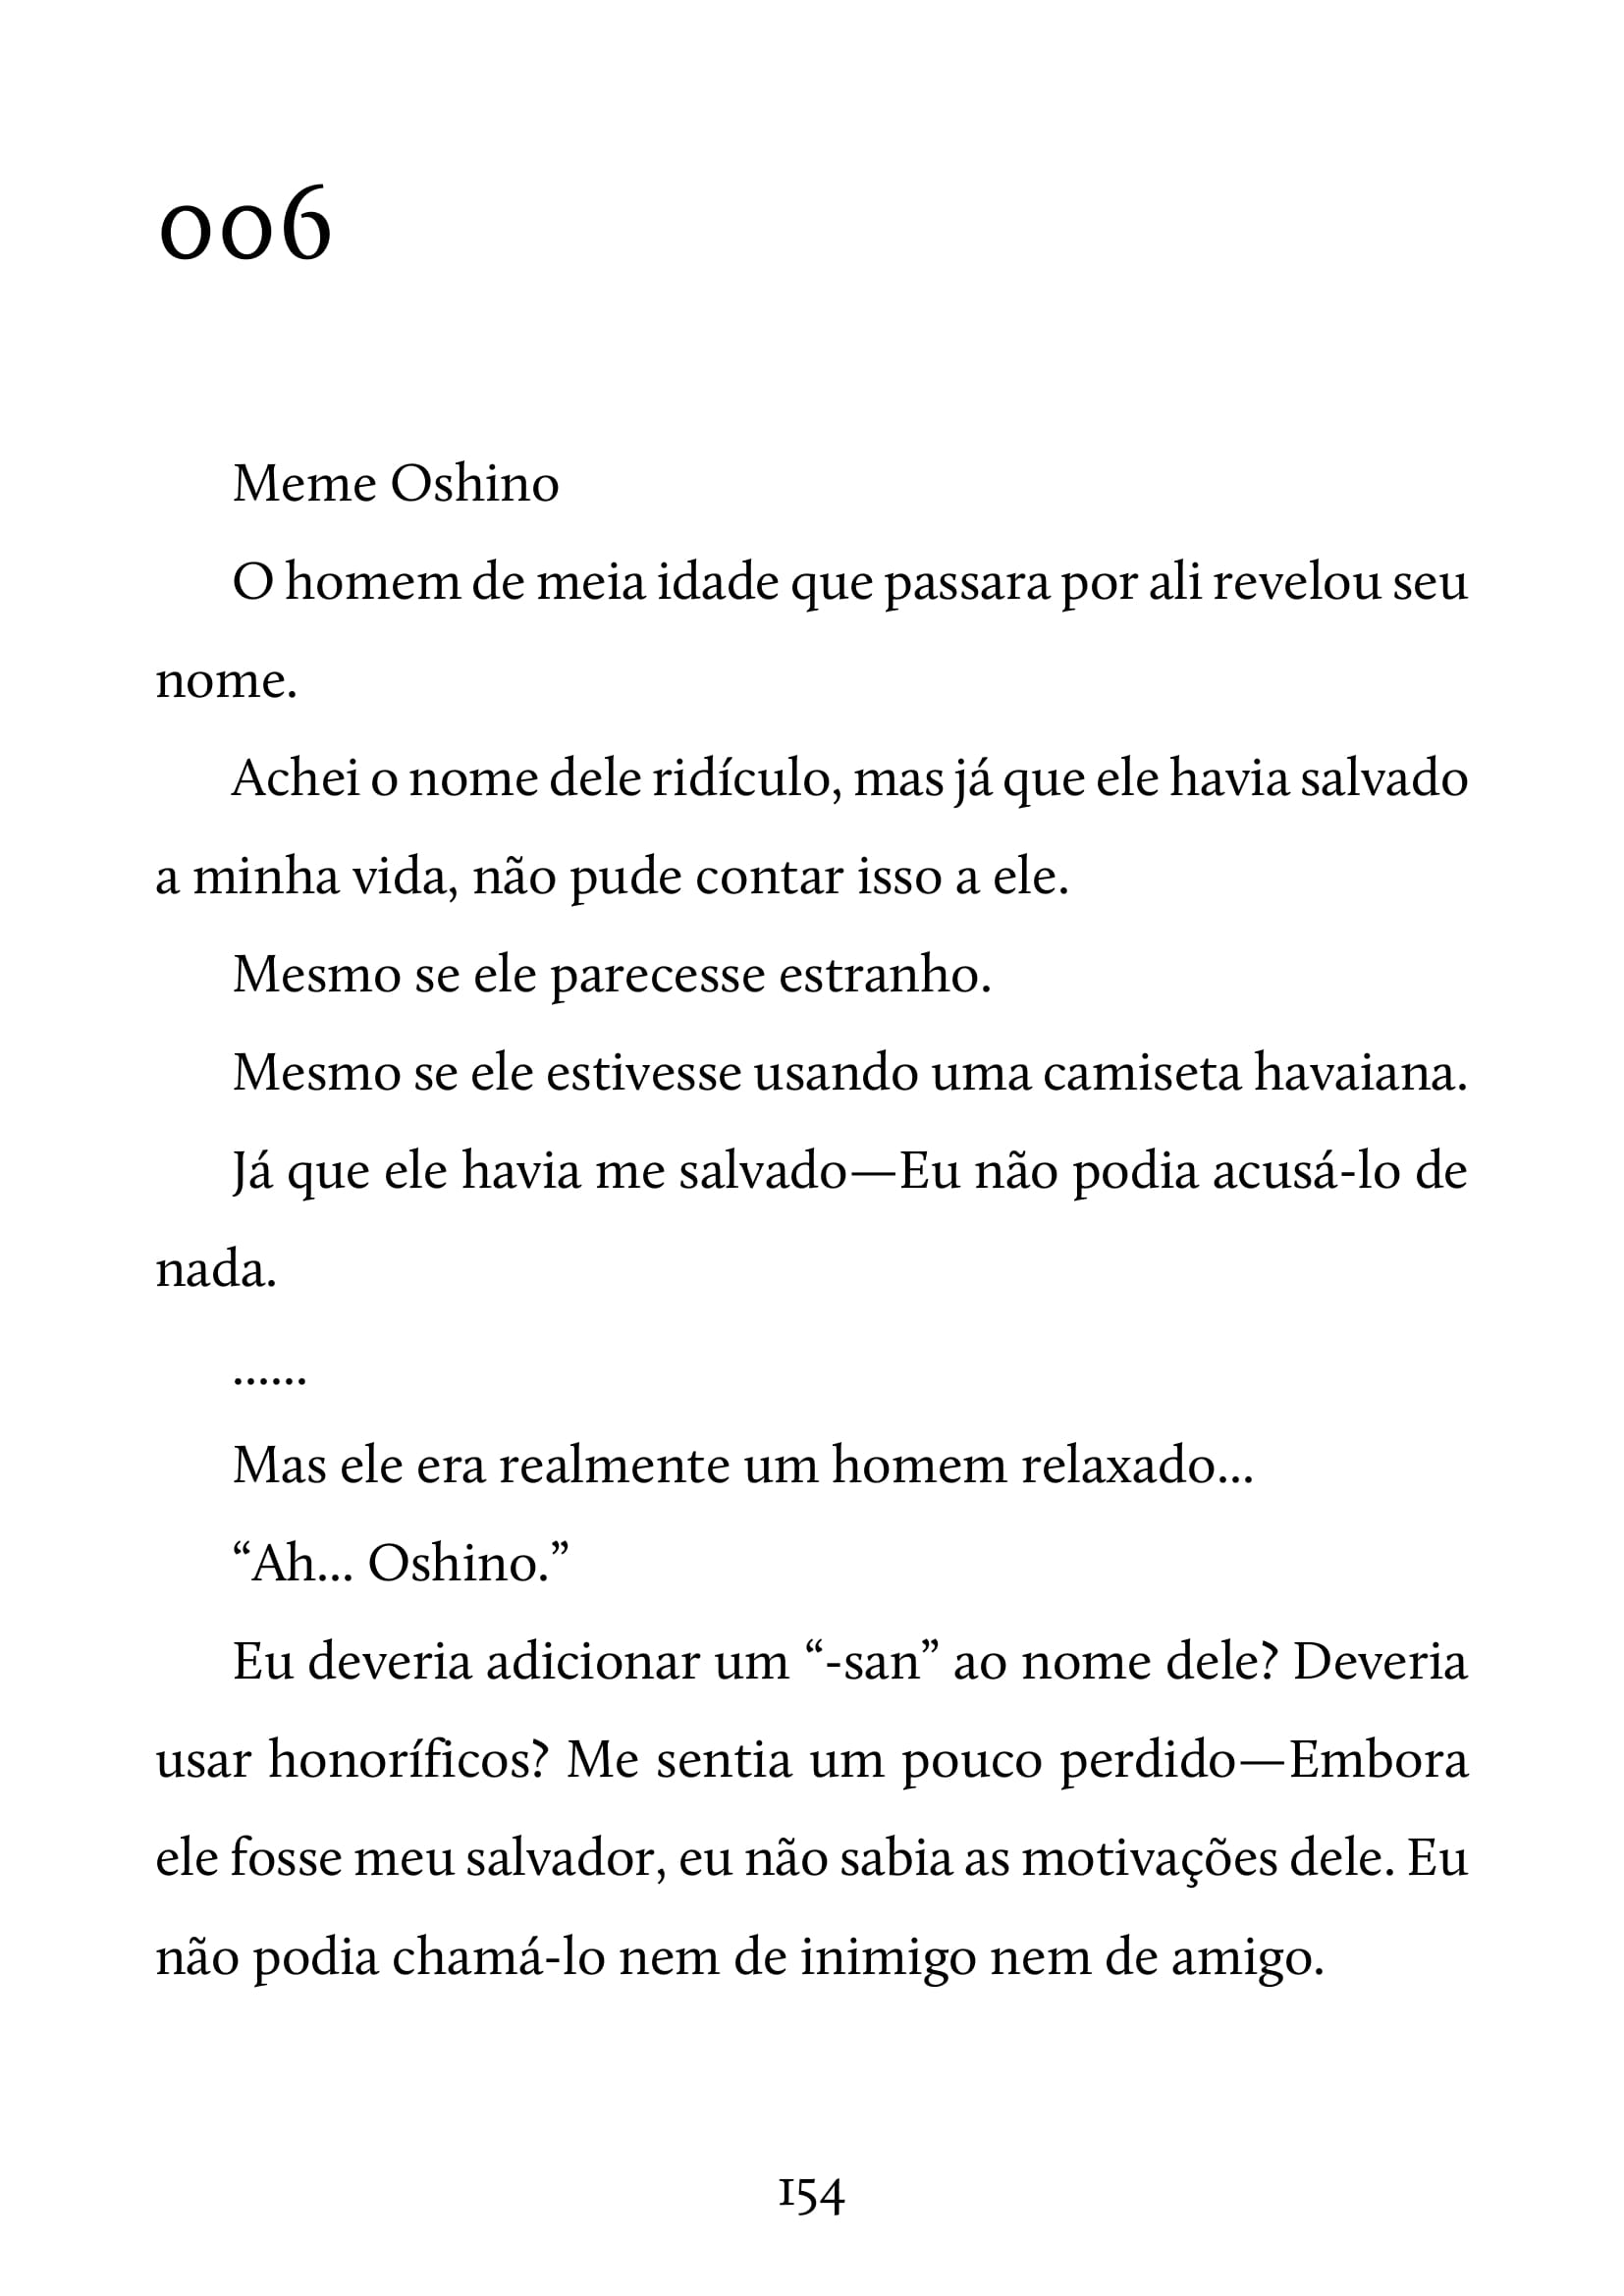 006
Meme Oshino
O homem de meia idade que passara por ali revelou seu
nome.
Achei o nome dele ridículo, mas já que ele havia salvado
a minha vida, não pude contar isso a ele.
Mesmo se ele parecesse estranho.
Mesmo se ele estivesse usando uma camiseta havaiana.
Já que ele havia me salvado—Eu não podia acusá-lo de
nada.
......
Mas ele era realmente um homem relaxado...
“Ah... Oshino.”
Eu deveria adicionar um “-san” ao nome dele? Deveria
usar honoríficos? Me sentia um pouco perdido—Embora
ele fosse meu salvador, eu não sabia as motivações dele. Eu
não podia chamá-lo nem de inimigo nem de amigo.
154